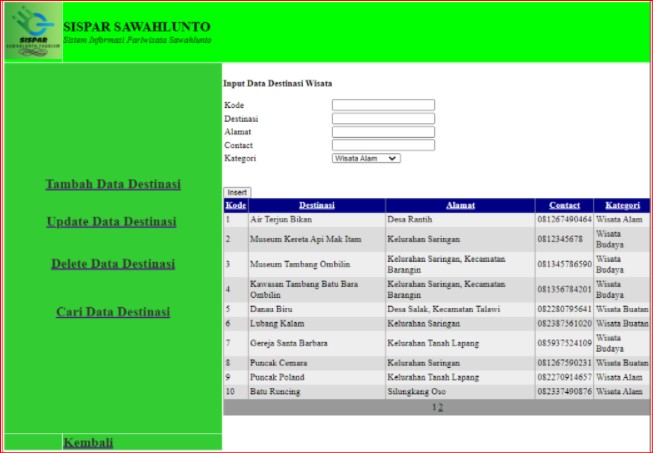 SISPAR SAWAHLUNTO
Sistem Informasi Pariwisata Sawahlunto
SISPAR
SAWAHLUNTO TOURISM
Input Data Destinasi Wisata
Kode
Destinasi
Alamat
Contact
Kategori Wisata Alam
Insert
Tambah Data Destinasi
Update Data Destinasi
Delete Data Destinasi
Cari Data Destinasi
Kembali
Kode Destinasi Alamat Contact Kategori
1 Air Terjun Bikan Desa Rantih 081267490464 Wisata Alam
2 Museum Kereta Api Mak Itam Kelurahan Saringan 0812345678 Wisata
Budaya
3 Museum Tambang Ombilin Kelurahan Saringan, Kecamatan
Barangin 081345786590 Wisata
Budaya
4 Kawasan Tambang Batu Bara
Ombilin Kelurahan Saringan, Kecamatan
Barangin 081356784201 Wisata
Budaya
5 Danau Biru Desa Salak, Kecamatan Talawi 082280795641 Wisata Buatan
6 Lubang Kalam Kelurahan Saringan 082387561020 Wisata Buatan
7 Gereja Santa Barbara Kelurahan Tanah Lapang 085937524109 Wisata
Budaya
8 Puncak Cemara Kelurahan Saringan 081267590231 Wisata Buatan
9 Puncak Poland Kelurahan Tanah Lapang 082270914657 Wisata Alam
10 Batu Runcing Silungkang Oso 082337490876 Wisata Alam
1 2